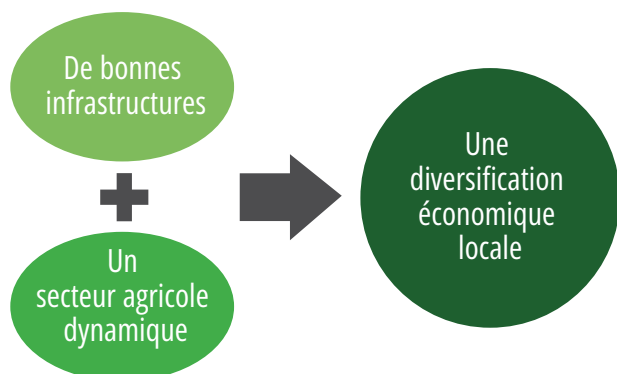 De bonnes
infrastructures
Un
secteur agricole
dynamique
Une
diversification
économique
locale